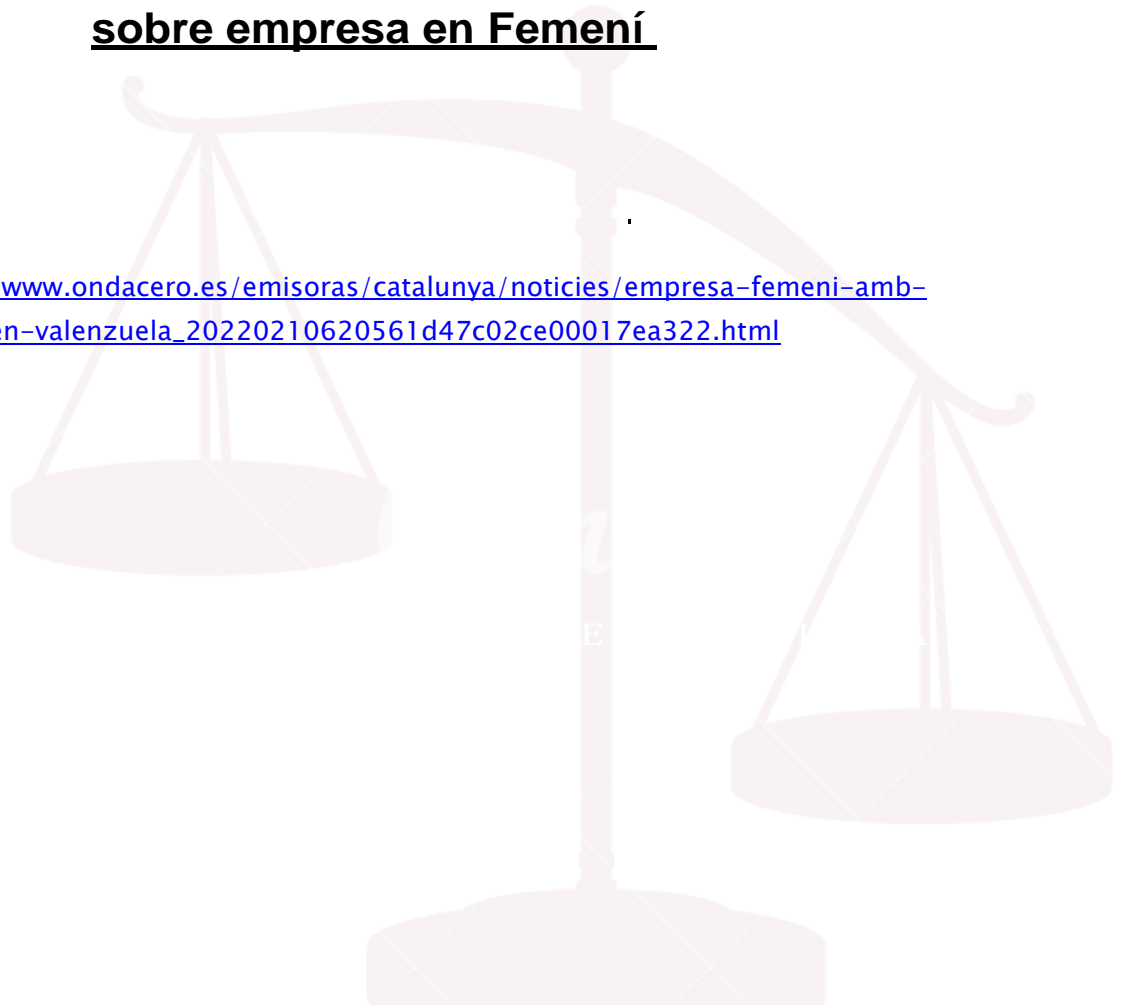 sobre empresa en Femení
www.ondacero.es/emisoras/catalunya/noticies/empresa-femeni-amb-
en-valenzuela_20220210620561d47c02ce00017ea322.html